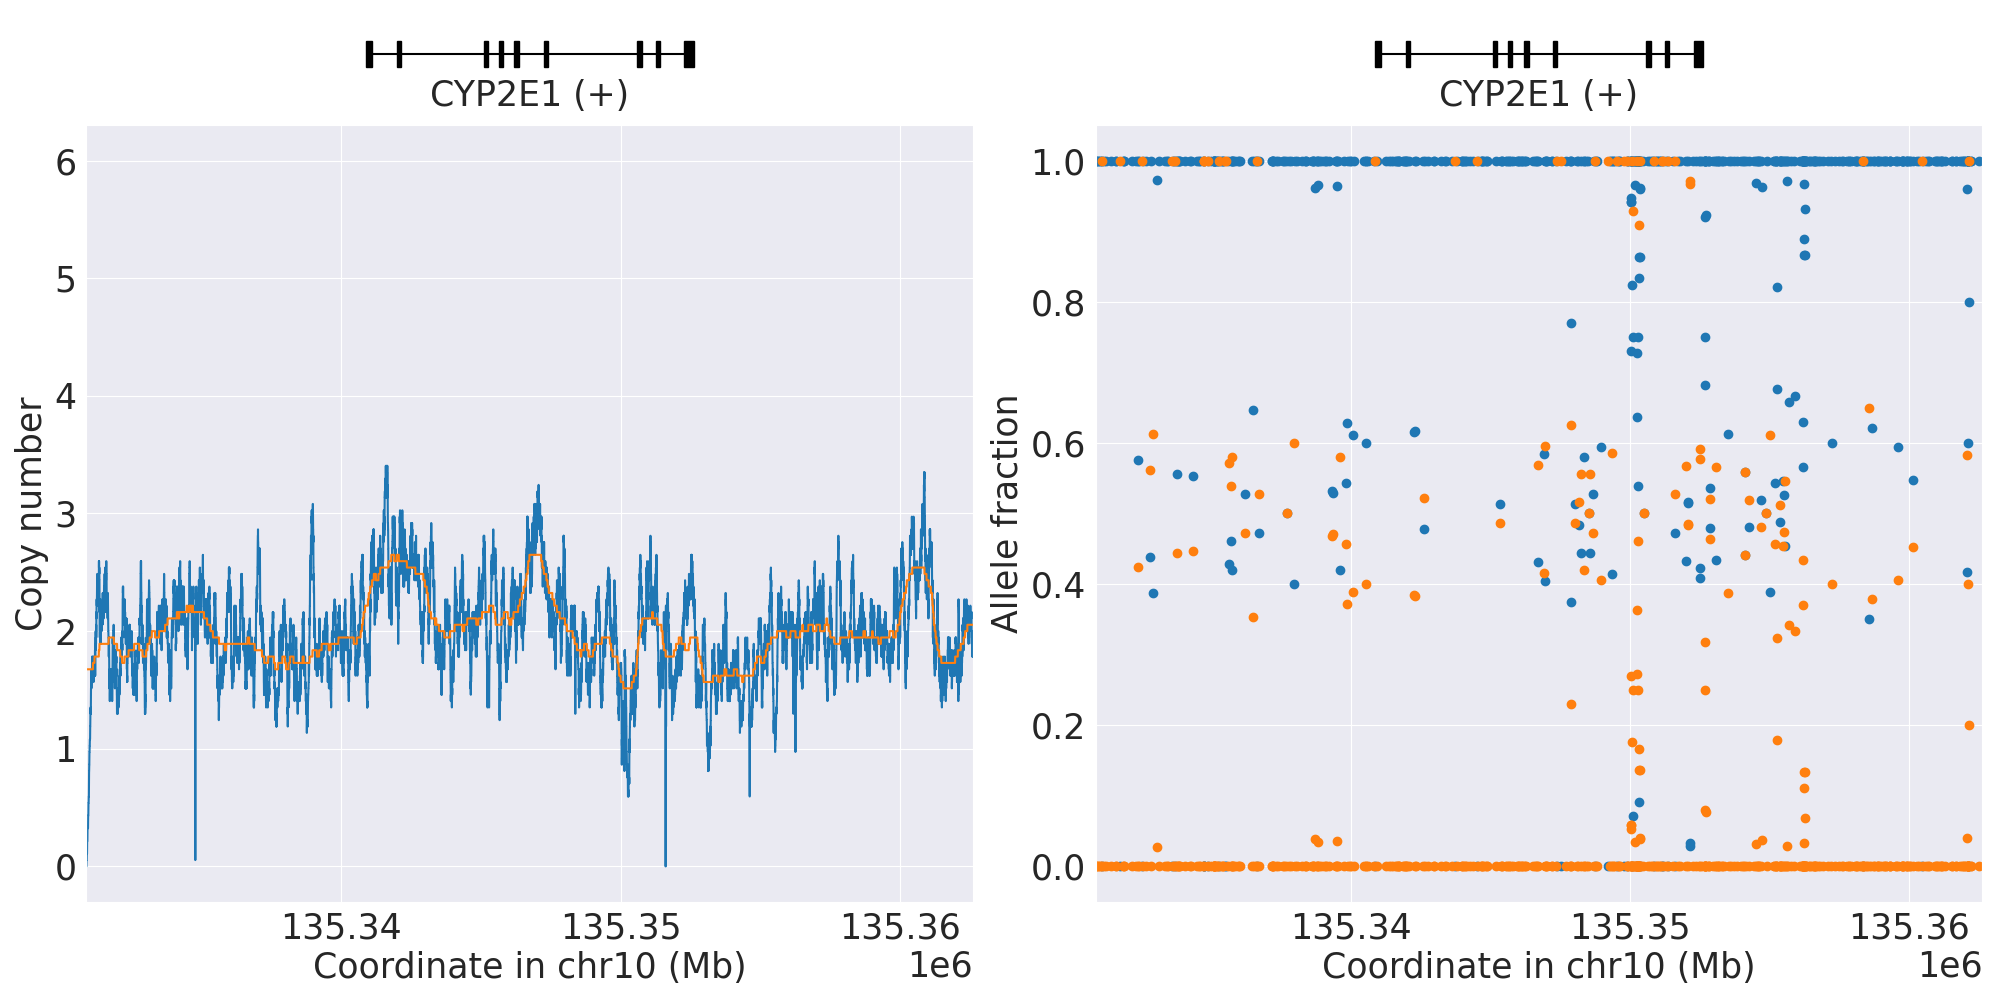 CYP2E1 (+)
6
5
4
3
2
1
0
Copy number
135.34 135.35 135.36
Coordinate in chr10 (Mb)
1e6
CYP2E1 (+)
1.0
0.8
0.6
0.4
0.2
0.0
Allele fraction
135.34 135.35 135.36
Coordinate in chr10 (Mb)
1e6